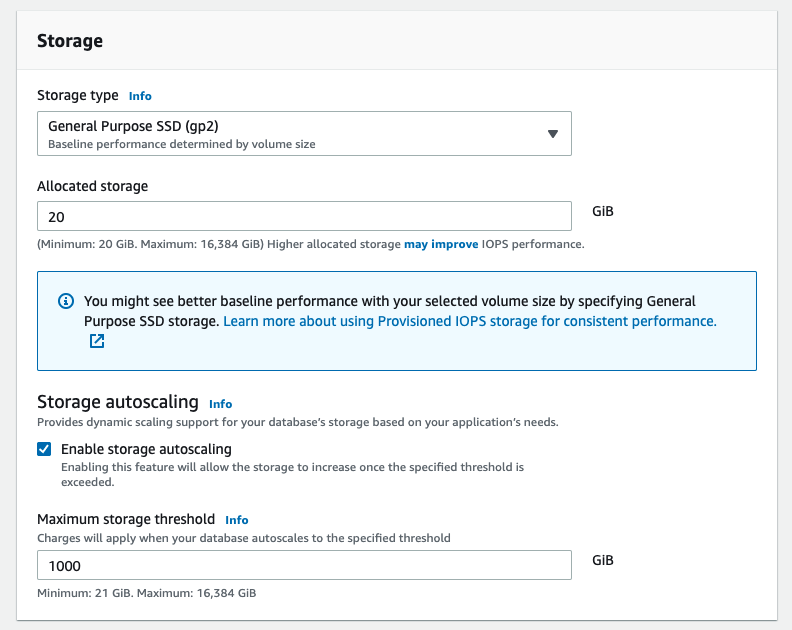 Storage
Storage type Info
General Purpose SSD (gp2)
Baseline performance determined by volume size
Allocated storage
20
GiB
(Minimum: 20 GiB. Maximum: 16,384 GiB) Higher allocated storage may improve IOPS performance.
You might see better baseline performance with your selected volume size by specifying General
Purpose SSD storage. Learn more about using Provisioned IOPS storage for consistent performance.
Storage autoscaling Info
Provides dynamic scaling support for your database’s storage based on your application’s needs.
Enable storage autoscaling
Enabling this feature will allow the storage to increase once the specified threshold is
exceeded.
Maximum storage threshold Info
Charges will apply when your database autoscales to the specified threshold
1000
GiB
Minimum: 21 GiB. Maximum: 16,384 GiB